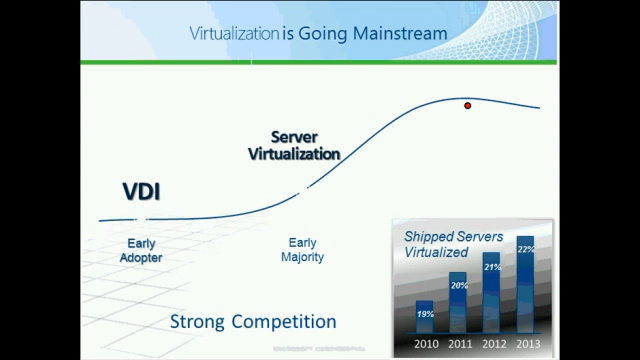 Virtualization is Going Mainstream
Server
Virtualization
VDI
Early
Adopter
Early
Majority
Shipped Servers
Virtualized
19%
20%
21%
22%
2010 2011 2012 2013
Strong Competition